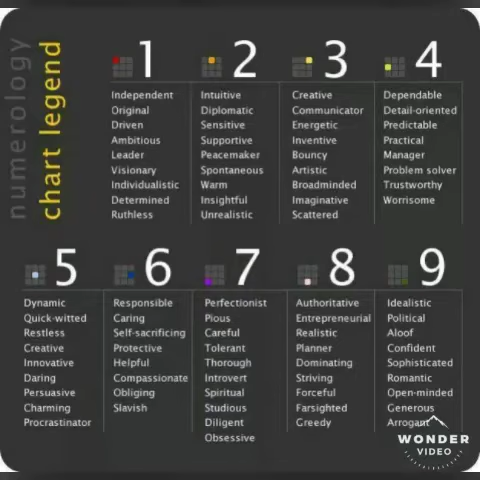 numerology
chart legend
1
Independent
Original
Driven
Ambitious
Leader
Visionary
Individualistic
Determined
Ruthless
2
Intuitive
Diplomatic
Sensitive
Supportive
Peacemaker
Spontaneous
Warm
Insightful
Unrealistic
3
Creative
Communicator
Energetic
Inventive
Bouncy
Artistic
Broadminded
Imaginative
Scattered
4
Dependable
Detail-oriented
Predictable
Practical
Manager
Problem solver
Trustworthy
Worrisome
5
Dynamic
Quick-witted
Restless
Creative
Innovative
Daring
Persuasive
Charming
Procrastinator
6
Responsible
Caring
Self-sacrificing
Protective
Helpful
Compassionate
Obliging
Slavish
7
Perfectionist
Pious
Careful
Tolerant
Thorough
Introvert
Spiritual
Studious
Diligent
Obsessive
8
Authoritative
Entrepreneurial
Realistic
Planner
Dominating
Striving
Forceful
Farsighted
Greedy
9
Idealistic
Political
Aloof
Confident
Sophisticated
Romantic
Open-minded
Generous
Arrogant
WONDER
VIDEO